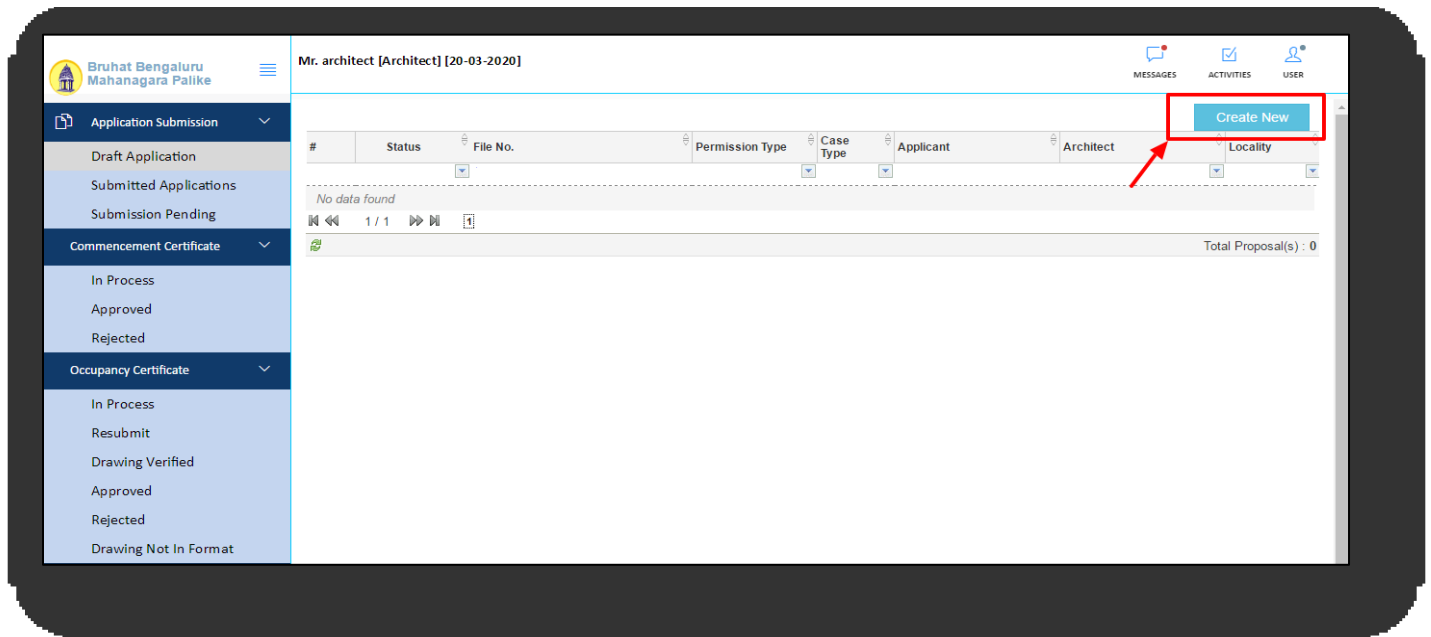 Bruhat Bengaluru
Mahanagara Palike
Mr. architect [Architect] [20-03-2020]
MESSAGES
ACTIVITIES
USER
Application Submission
Draft Application
Submitted Applications
Submission Pending
Commencement Certificate
In Process
Approved
Rejected
Occupancy Certificate
In Process
Resubmit
Drawing Verified
Approved
Rejected
Drawing Not In Format
Create New
# Status File No. Permission Type Case Type Applicant Architect Locality
No data found
1 / 1 1
Total Proposal(s) : 0